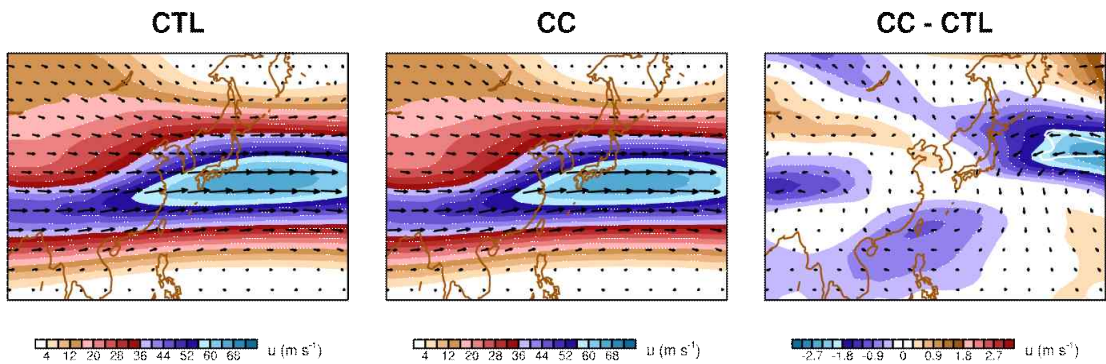 CTL
CC
CC - CTL
4 12 20 28 36 44 52 60 68 u (m s⁻¹)
4 12 20 28 36 44 52 60 68 u (m s⁻¹)
-2.7 -1.8 -0.9 0 0.9 1.8 2.7 u (m s⁻¹)